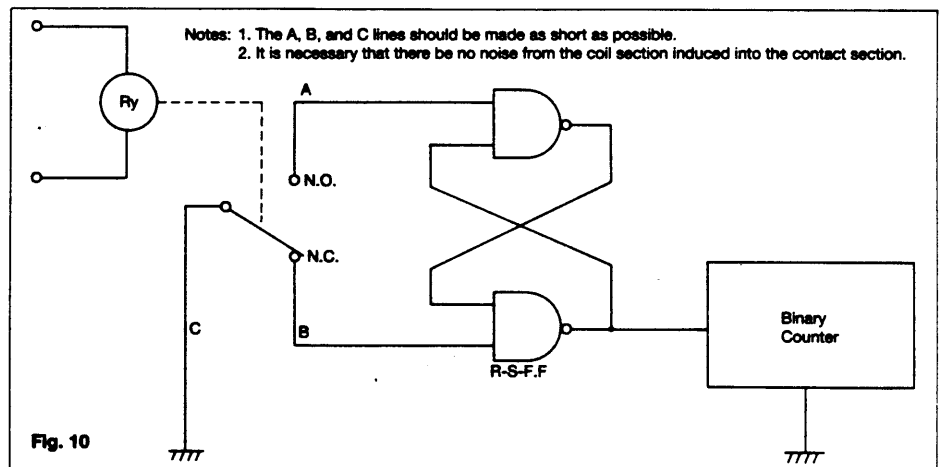 Notes: 1. The A, B, and C lines should be made as short as possible.
2. It is necessary that there be no noise from the coil section induced into the contact section.
Ry
A
N.O.
N.C.
C
B
R-S-F.F
Binary
Counter
Fig. 10